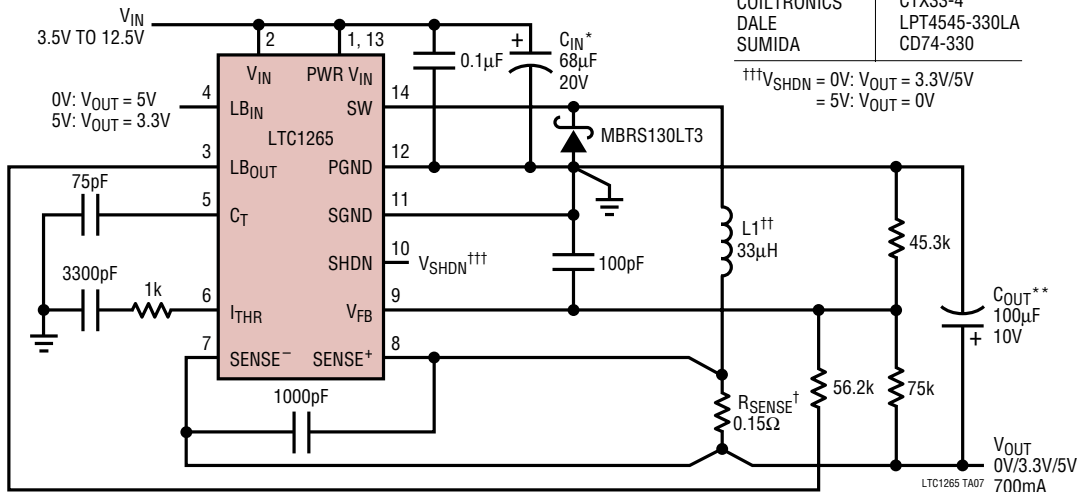 COILTRONICS CTX33-4
DALE LPT4545-330LA
SUMIDA CD74-330
†††VSHDN = 0V: VOUT = 3.3V/5V
= 5V: VOUT = 0V
VIN
3.5V TO 12.5V
2
1, 13
VIN
PWR VIN
0.1µF
+
CIN*
68µF
20V
0V: VOUT = 5V
5V: VOUT = 3.3V
4
LBIN
SW
14
LTC1265
MBRS130LT3
3
LBOUT
PGND
12
75pF
5
CT
SGND
11
L1††
33µH
45.3k
SHDN
10
VSHDN†††
100pF
3300pF
1k
6
ITHR
VFB
9
COUT**
100µF
10V
+
7
SENSE–
SENSE+
8
1000pF
RSENSE†
0.15Ω
56.2k
75k
VOUT
0V/3.3V/5V
700mA
LTC1265 TA07